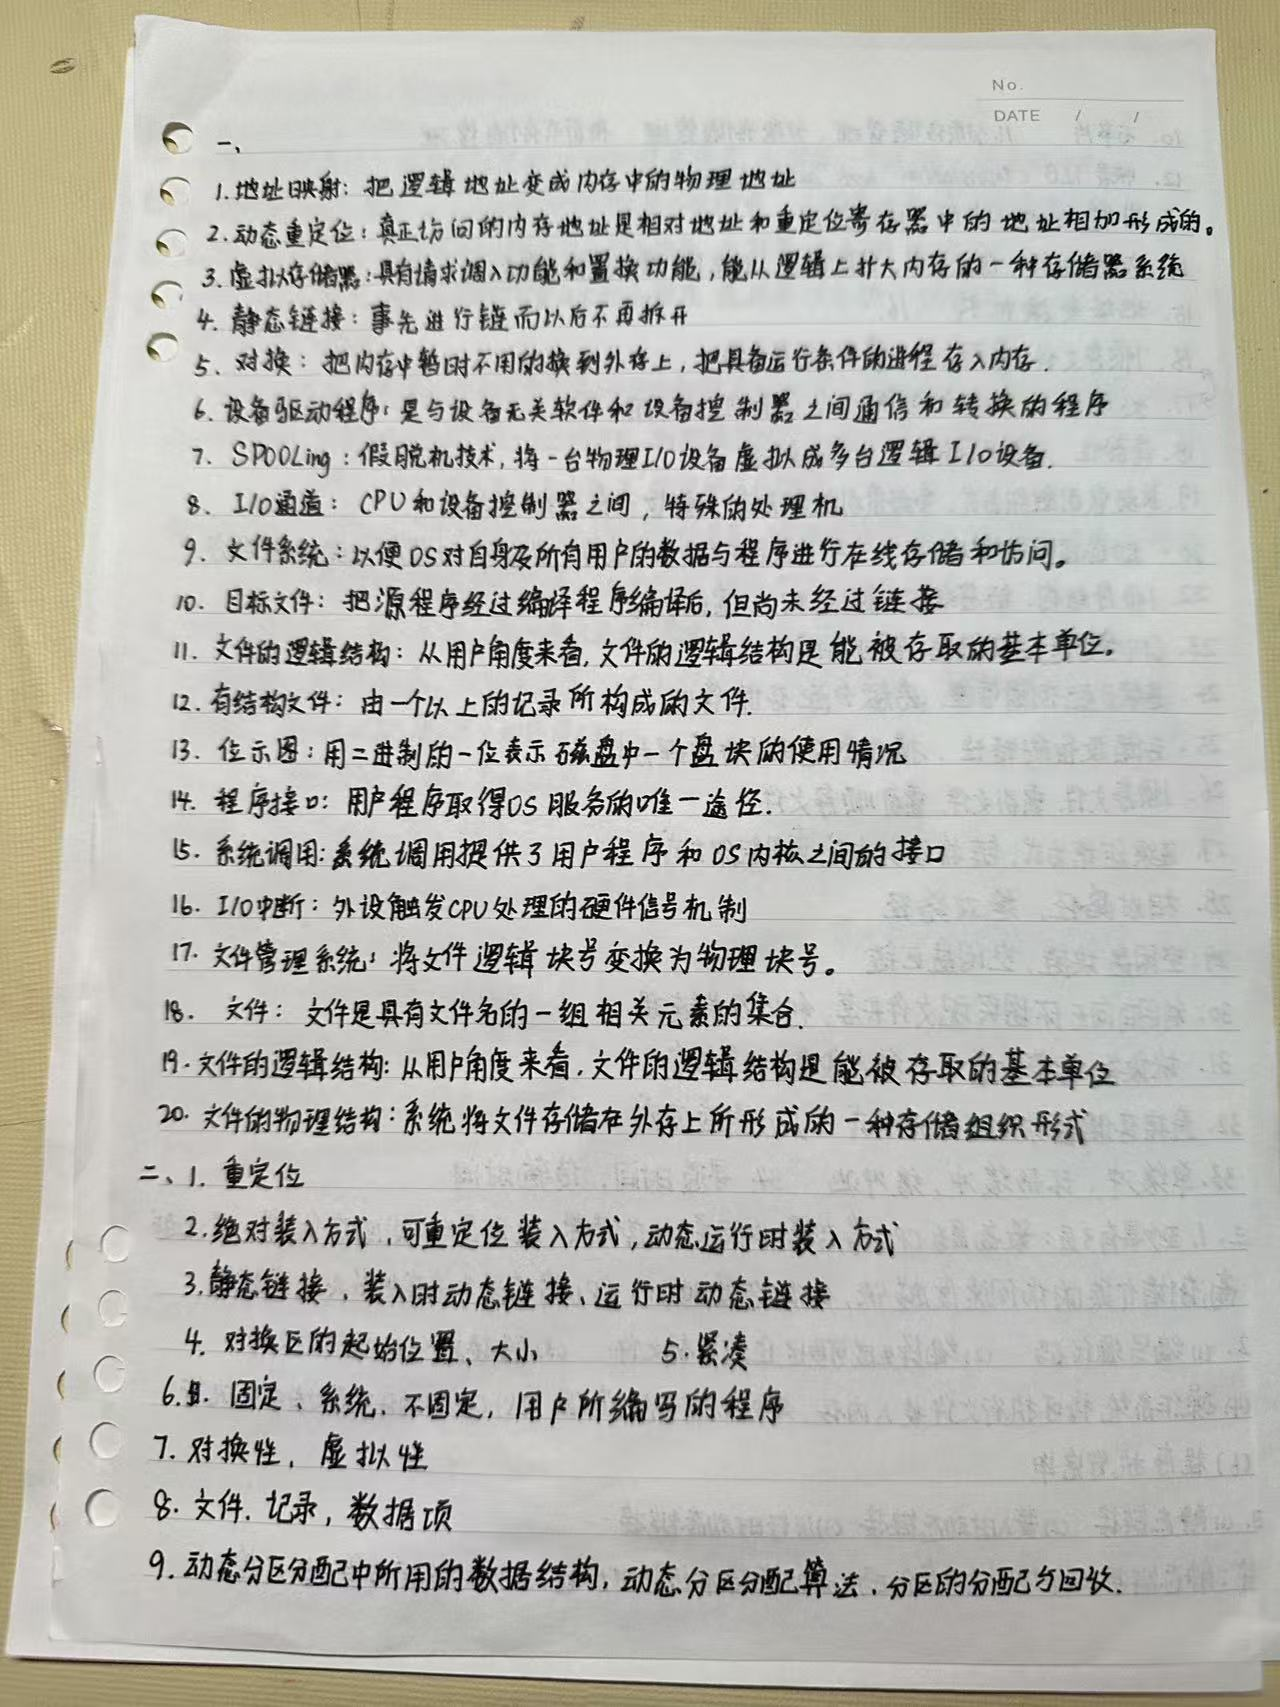 No.
DATE / /
一、
1.地址映射：把逻辑地址变成内存中的物理地址
2.动态重定位：真正访问的内存地址是相对地址和重定位寄存器中的地址相加形成的。
3.虚拟存储器：具有请求调入功能和置换功能，能从逻辑上扩大内存的一种存储器系统
4.静态链接：事先进行链而以后不再拆开
5.对换：把内存中暂时不用的换到外存上，把具备运行条件的进程存入内存.
6.设备驱动程序：是与设备无关软件和设备控制器之间通信和转换的程序
7. SPOOLing：假脱机技术，将一台物理I/O设备虚拟成多台逻辑I/O设备.
8. I/O通道：CPU和设备控制器之间，特殊的处理机
9.文件系统：以便OS对自身及所有用户的数据与程序进行在线存储和访问。
10.目标文件：把源程序经过编译程序编译后，但尚未经过链接
11.文件的逻辑结构：从用户角度来看，文件的逻辑结构是能被存取的基本单位。
12.有结构文件：由一个以上的记录所构成的文件.
13.位示图：用二进制的一位表示磁盘中一个盘块的使用情况
14.程序接口：用户程序取得OS服务的唯一途径.
15.系统调用：系统调用提供了用户程序和OS内核之间的接口
16. I/O中断：外设触发CPU处理的硬件信号机制
17.文件管理系统：将文件逻辑块号变换为物理块号。
18.文件：文件是具有文件名的一组相关元素的集合.
19.文件的逻辑结构：从用户角度来看，文件的逻辑结构是能被存取的基本单位
20.文件的物理结构：系统将文件存储在外存上所形成的一种存储组织形式
二、1.重定位
2.绝对装入方式，可重定位装入方式，动态运行时装入方式
3.静态链接、装入时动态链接、运行时动态链接
4.对换区的起始位置、大小 5.紧凑
6. 固定、系统、不固定，用户所编写的程序
7.对换性，虚拟性
8.文件、记录，数据项
9.动态分区分配中所用的数据结构，动态分区分配算法、分区的分配与回收.